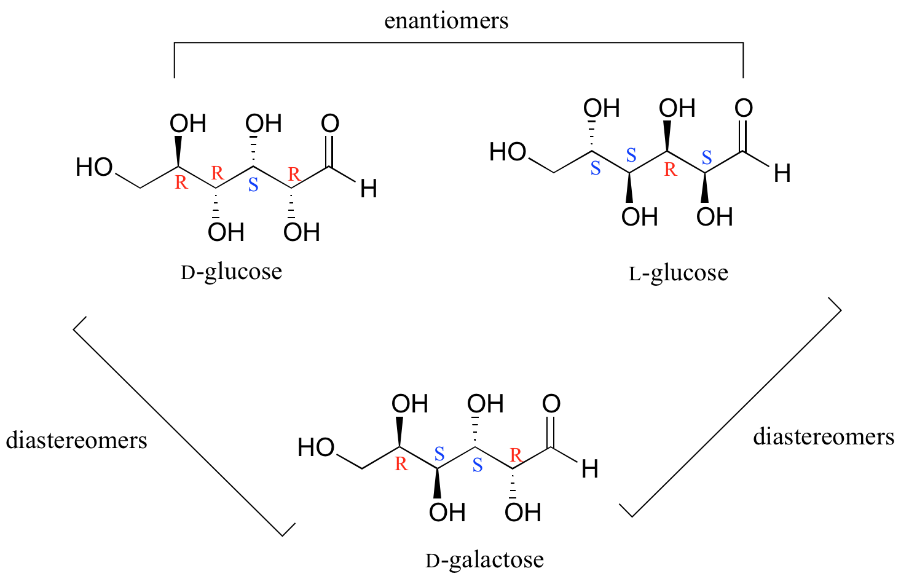 enantiomers
OH OH O
HO R R S R H
OH OH
D-glucose
OH OH O
HO S S R S H
OH OH
L-glucose
diastereomers
diastereomers
OH OH O
HO R S S R H
OH OH
D-galactose